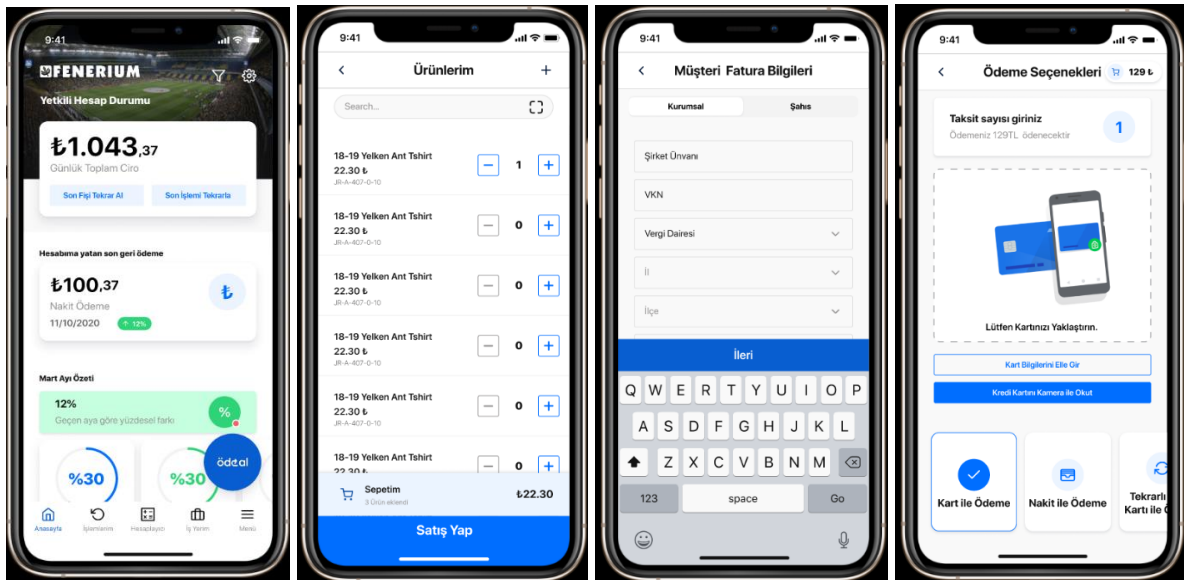 9:41
FENERIUM
Yetkili Hesap Durumu
₺1.043,37
Günlük Toplam Ciro
Son Fişi Tekrar Al
Son İşlemi Tekrarla
Hesabıma yatan son geri ödeme
₺100,37
₺
Nakit Ödeme
11/10/2020
↑ 12%
Mart Ayı Özeti
12%
Geçen aya göre yüzdesel farkı
%
%30
%30
ödeal
Anasayfa
İşlemlerim
Hesaplayıcı
İş Yerim
Menü
9:41
Ürünlerim
Search...
18-19 Yelken Ant Tshirt
22.30 ₺
JR-A-407-0-10
1
18-19 Yelken Ant Tshirt
22.30 ₺
JR-A-407-0-10
0
18-19 Yelken Ant Tshirt
22.30 ₺
JR-A-407-0-10
0
18-19 Yelken Ant Tshirt
22.30 ₺
JR-A-407-0-10
0
18-19 Yelken Ant Tshirt
22.30 ₺
JR-A-407-0-10
0
18-19 Yelken Ant Tshirt
22.30 ₺
0
Sepetim
3 Ürün eklendi
₺22.30
Satış Yap
9:41
Müşteri Fatura Bilgileri
Kurumsal
Şahıs
Şirket Ünvanı
VKN
Vergi Dairesi
İl
İlçe
İleri
Q W E R T Y U I O P
A S D F G H J K L
Z X C V B N M
123 space Go
9:41
Ödeme Seçenekleri
129 ₺
Taksit sayısı giriniz
Ödemeniz 129TL ödenecektir
1
Lütfen Kartınızı Yaklaştırın.
Kart Bilgilerini Elle Gir
Kredi Kartını Kamera ile Okut
Kart ile Ödeme
Nakit ile Ödeme
Tekrarlı
Kartı ile